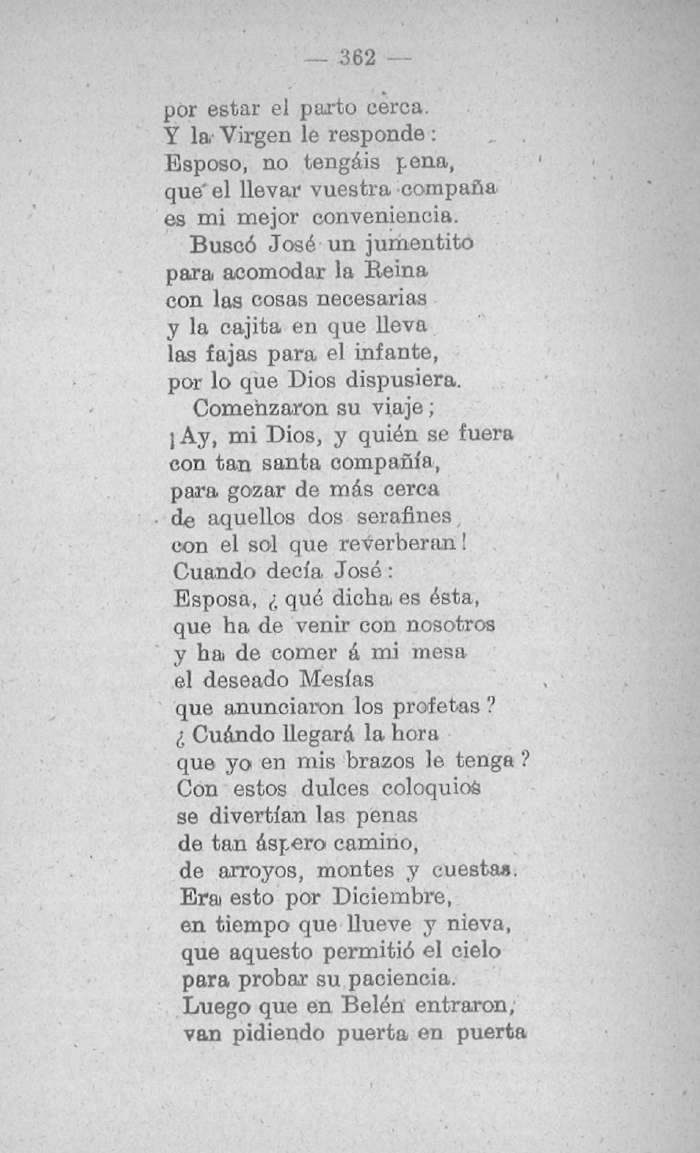 — 362 —
por estar el parto cerca.
Y la Virgen le responde:
Esposo, no tengáis pena,
que el llevar vuestra compaña
es mi mejor conveniencia.
Buscó José un jumentito
para acomodar la Reina
con las cosas necesarias
y la cajita en que lleva
las fajas para el infante,
por lo que Dios dispusiera.
Comenzaron su viaje;
¡Ay, mi Dios, y quién se fuera
con tan santa compañía,
para gozar de más cerca
de aquellos dos serafines
con el sol que reverberan!
Cuando decía José:
Esposa, ¿qué dicha es ésta,
que ha de venir con nosotros
y ha de comer á mi mesa
el deseado Mesías
que anunciaron los profetas?
¿Cuándo llegará la hora
que yo en mis brazos le tenga?
Con estos dulces coloquios
se divertían las penas
de tan áspero camino,
de arroyos, montes y cuestas.
Era esto por Diciembre,
en tiempo que llueve y nieva,
que aquesto permitió el cielo
para probar su paciencia.
Luego que en Belén entraron,
van pidiendo puerta en puerta